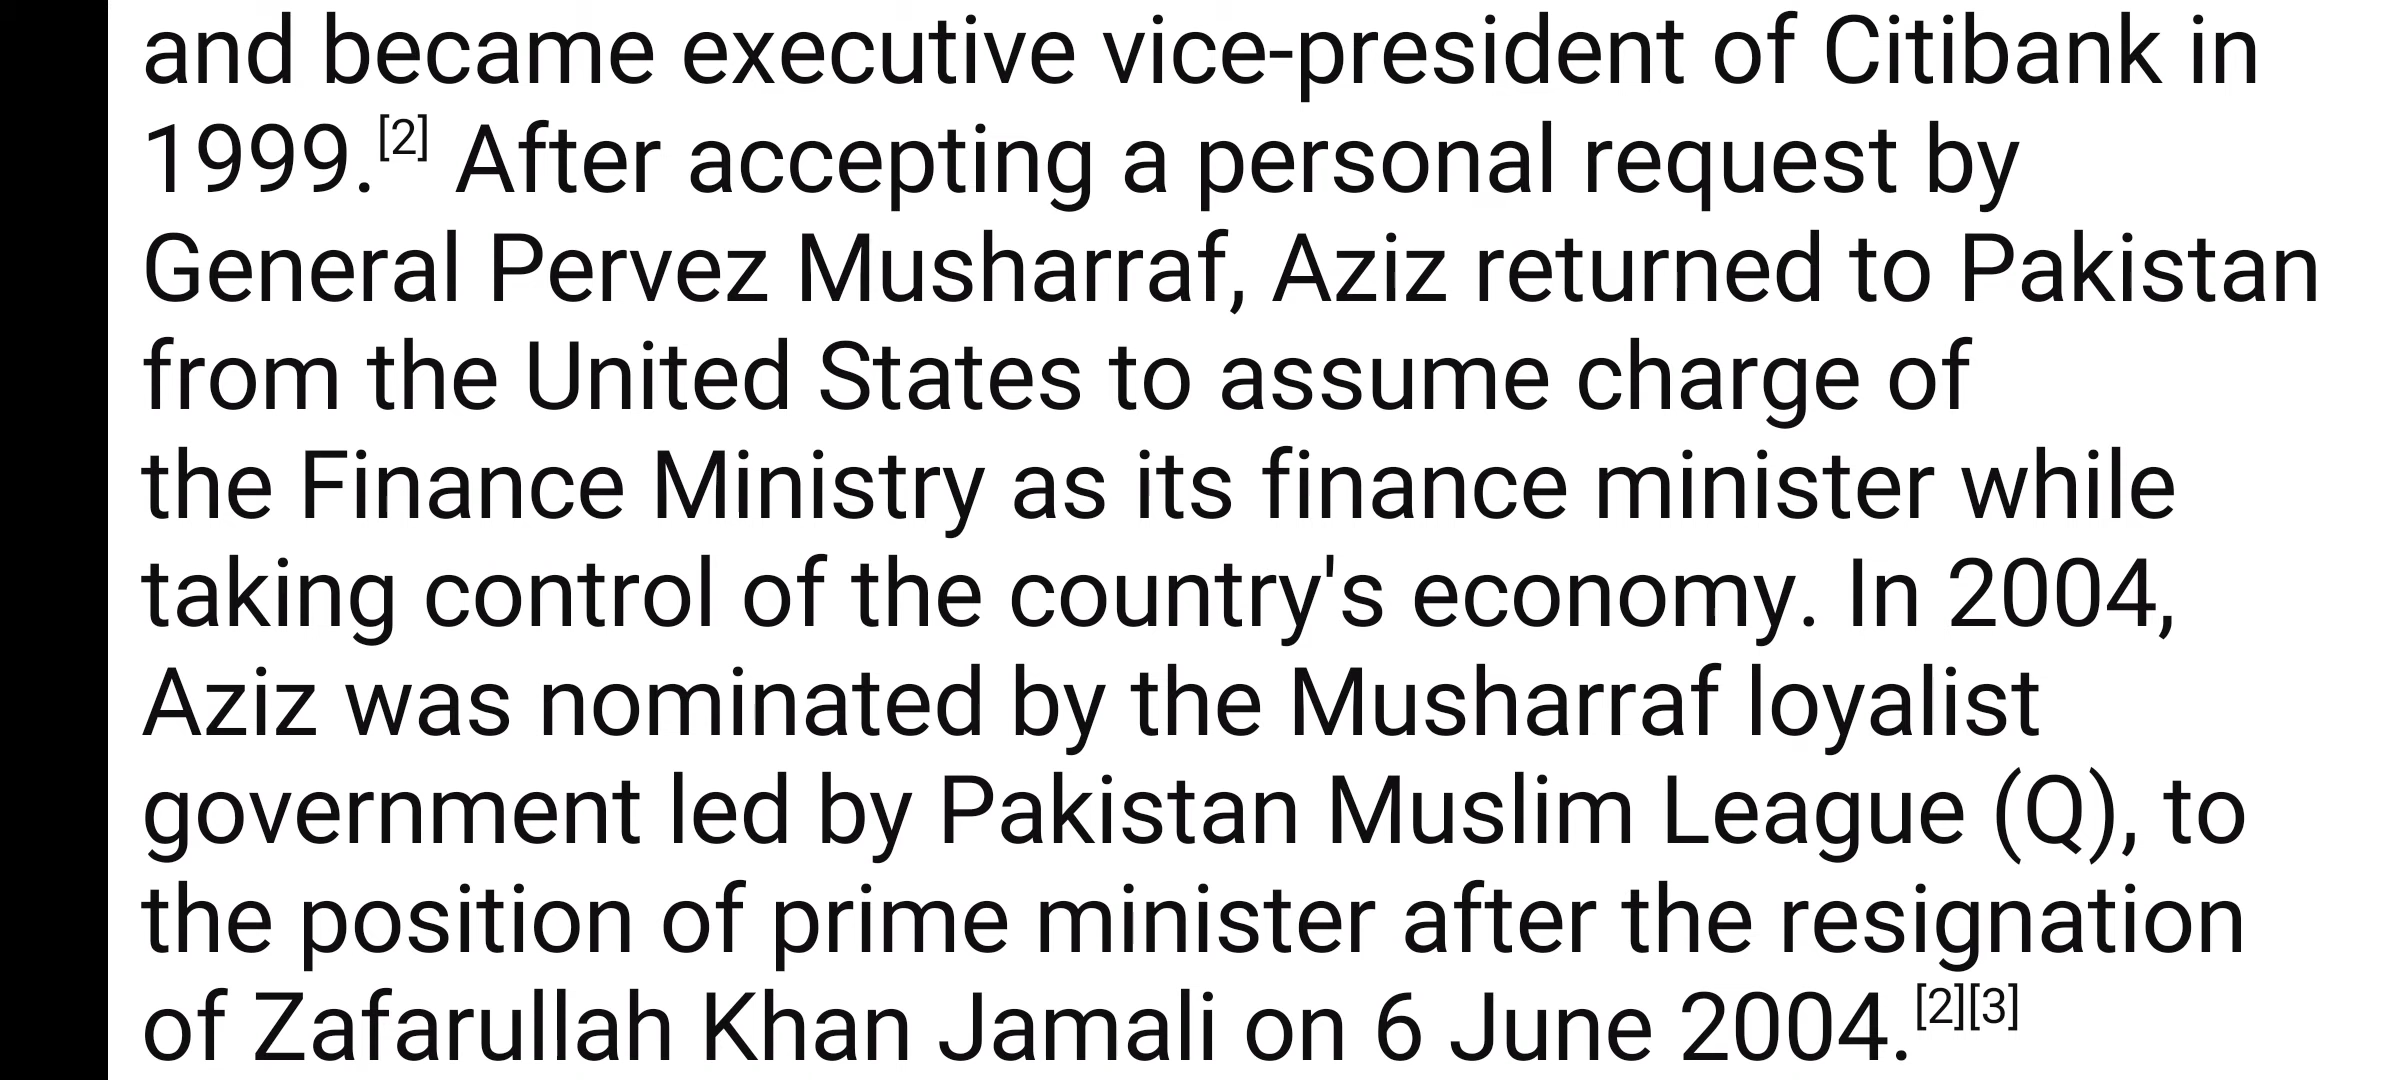 and became executive vice-president of Citibank in
1999.[2] After accepting a personal request by
General Pervez Musharraf, Aziz returned to Pakistan
from the United States to assume charge of
the Finance Ministry as its finance minister while
taking control of the country's economy. In 2004,
Aziz was nominated by the Musharraf loyalist
government led by Pakistan Muslim League (Q), to
the position of prime minister after the resignation
of Zafarullah Khan Jamali on 6 June 2004.[2][3]